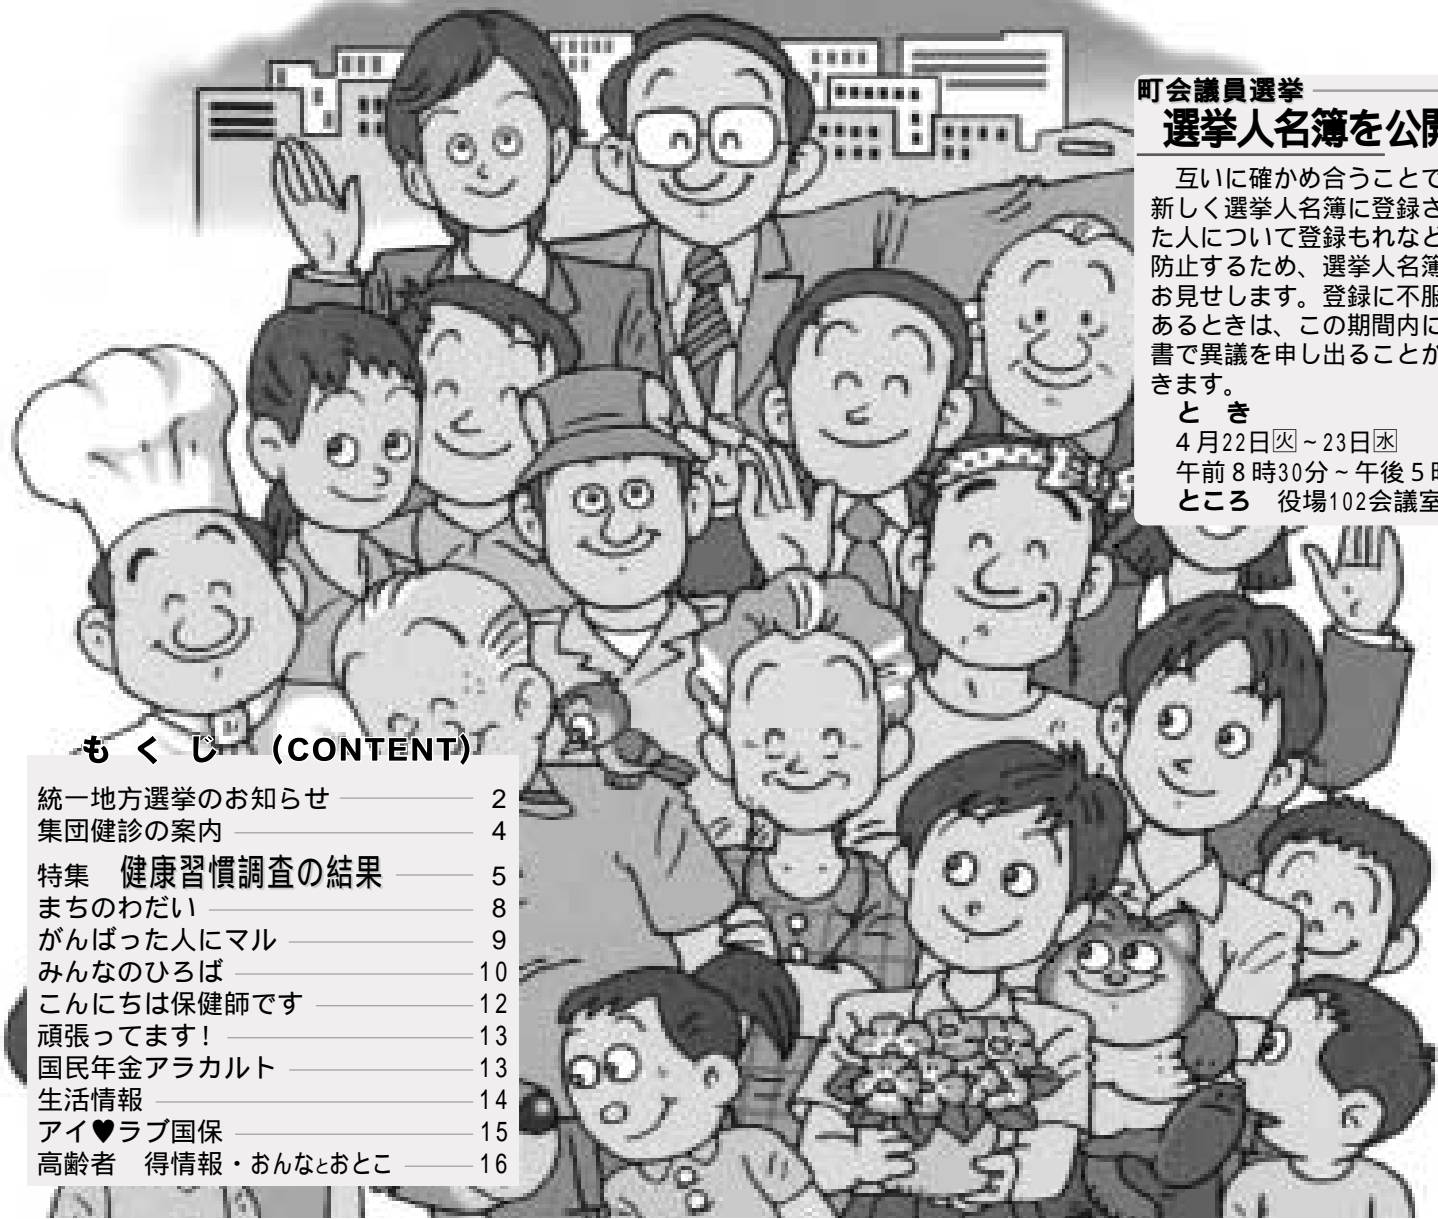 町会議員選挙
選挙人名簿を公開
互いに確かめ合うことで
新しく選挙人名簿に登録さ
た人について登録もれなど
防止するため、選挙人名簿
お見せします。登録に不服
あるときは、この期間内に
書で異議を申し出ることが
きます。
と き
4月22日火~23日水
午前8時30分~午後5時
ところ 役場102会議室
もくじ (CONTENT)
統一地方選挙のお知らせ 2
集団健診の案内 4
特集 健康習慣調査の結果 5
まちのわだい 8
がんばった人にマル 9
みんなのひろば 10
こんにちは保健師です 12
頑張ってます! 13
国民年金アラカルト 13
生活情報 14
アイ♥ラブ国保 15
高齢者 得情報・おんなとおとこ 16